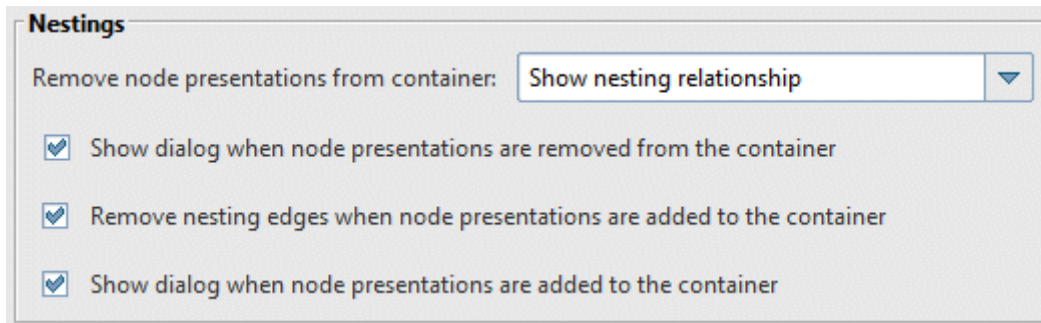 Nestings
Remove node presentations from container: Show nesting relationship
Show dialog when node presentations are removed from the container
Remove nesting edges when node presentations are added to the container
Show dialog when node presentations are added to the container